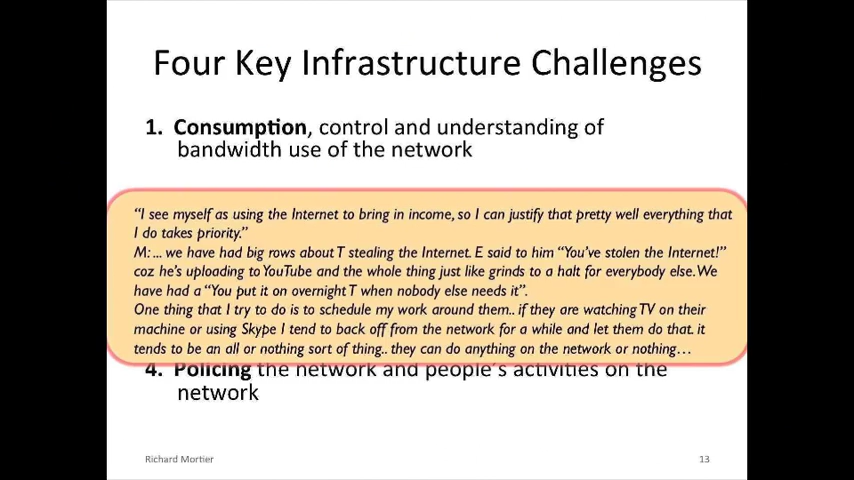 Four Key Infrastructure Challenges
1. Consumption, control and understanding of
bandwidth use of the network
“I see myself as using the Internet to bring in income, so I can justify that pretty well everything that
I do takes priority.”
M: ... we have had big rows about T stealing the Internet. E said to him “You’ve stolen the Internet!”
coz he’s uploading to YouTube and the whole thing just like grinds to a halt for everybody else. We
have had a “You put it on overnight T when nobody else needs it”.
One thing that I try to do is to schedule my work around them.. if they are watching TV on their
machine or using Skype I tend to back off from the network for a while and let them do that. it
tends to be an all or nothing sort of thing.. they can do anything on the network or nothing…
4. Policing the network and people’s activities on the
network
Richard Mortier
13